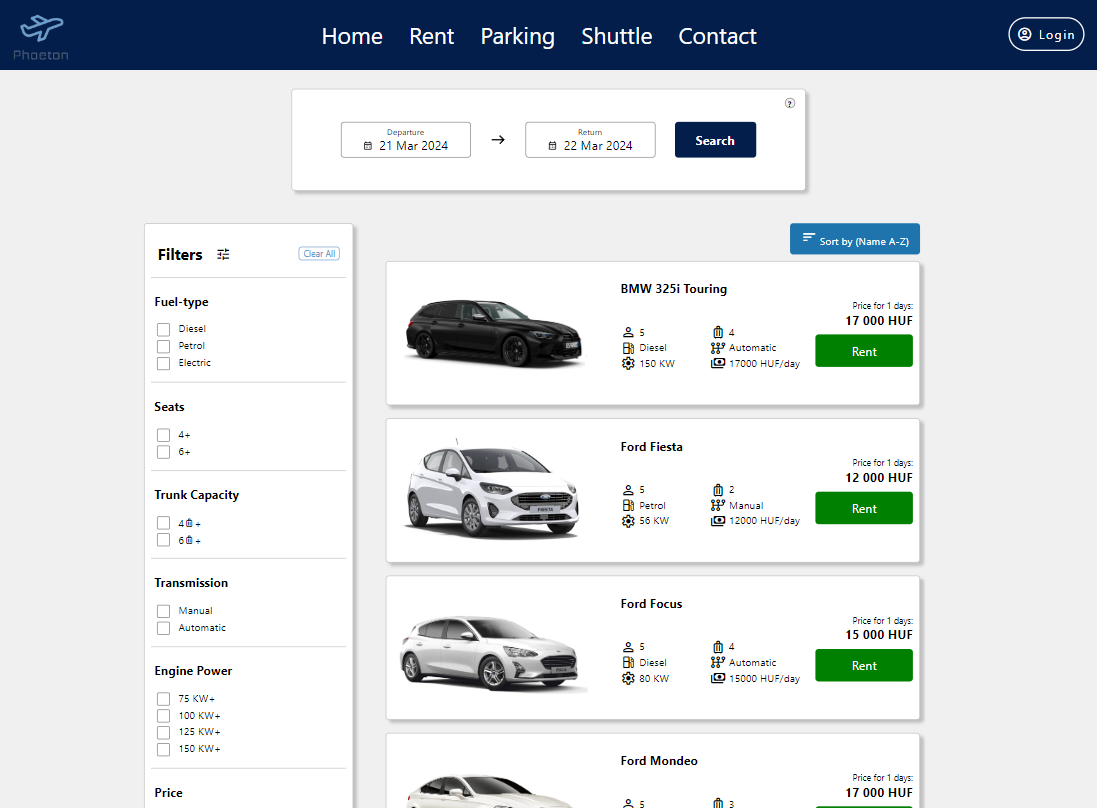 Phaeton
Home Rent Parking Shuttle Contact
Login
?
Departure
21 Mar 2024
Return
22 Mar 2024
Search
Filters
Clear All
Fuel-type
Diesel
Petrol
Electric
Seats
4+
6+
Trunk Capacity
4 +
6 +
Transmission
Manual
Automatic
Engine Power
75 KW+
100 KW+
125 KW+
150 KW+
Price
Sort by (Name A-Z)
BMW 325i Touring
5
4
Diesel
Automatic
150 KW
17000 HUF/day
Price for 1 days:
17 000 HUF
Rent
Ford Fiesta
5
2
Petrol
Manual
56 KW
12000 HUF/day
Price for 1 days:
12 000 HUF
Rent
FIESTA
Ford Focus
5
4
Diesel
Automatic
80 KW
15000 HUF/day
Price for 1 days:
15 000 HUF
Rent
Ford Mondeo
5
3
Price for 1 days:
17 000 HUF